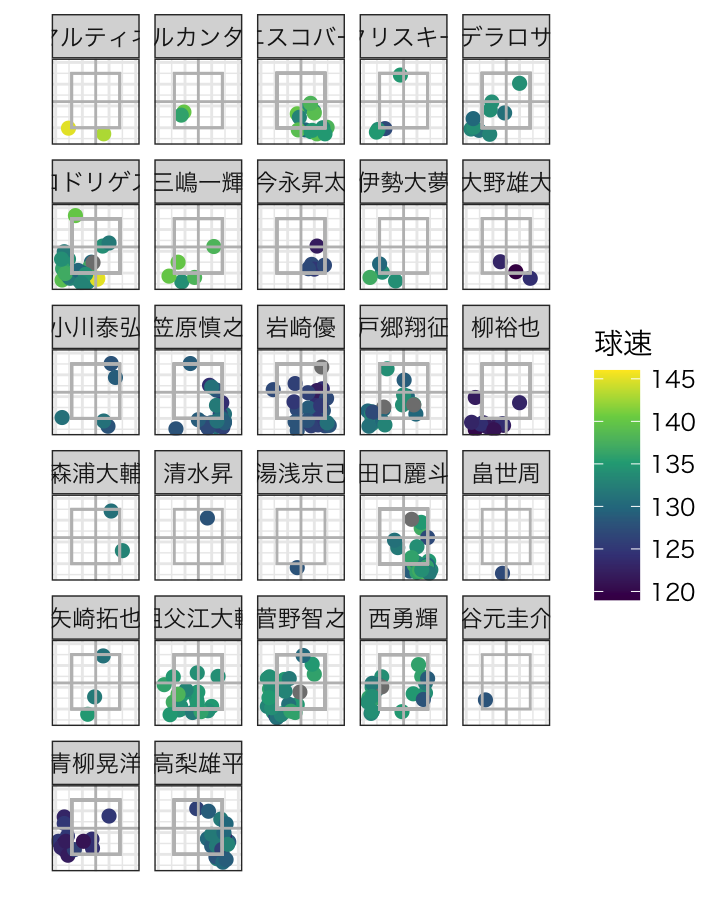 マルティネ
ルカンタ
エスコバー
クリスキー
デラロサ
ロドリゲス
三嶋一輝
今永昇太
伊勢大夢
大野雄大
小川泰弘
笠原慎之
岩崎優
戸郷翔征
柳裕也
森浦大輔
清水昇
湯浅京己
田口麗斗
畠世周
矢崎拓也
祖父江大輔
菅野智之
西勇輝
谷元圭介
青柳晃洋
高梨雄平
球速
145
140
135
130
125
120